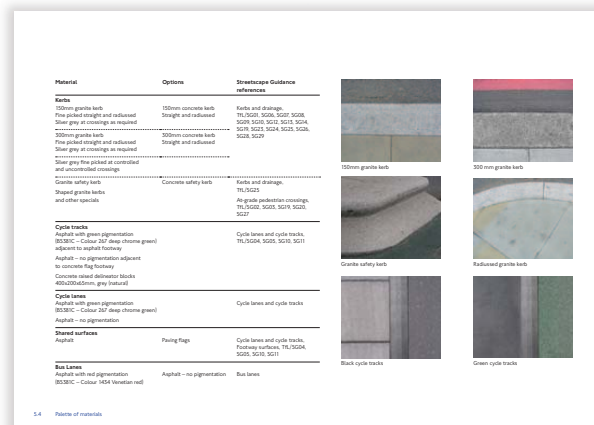 Material Options Streetscape Guidance
references
Kerbs
150mm granite kerb 150mm concrete kerb Kerbs and drainage,
Fine picked straight and radiussed Straight and radiussed TfL/SG01, SG06, SG07, SG08,
Silver grey at crossings as required SG09, SG10, SG12, SG13, SG14,
SG19, SG23, SG24, SG25, SG26,
300mm granite kerb 300mm concrete kerb SG28, SG29
Fine picked straight and radiussed Straight and radiussed
Silver grey at crossings as required
Silver grey fine picked at controlled
and uncontrolled crossings
Granite safety kerb Concrete safety kerb Kerbs and drainage,
TfL/SG25
Shaped granite kerbs
and other specials At-grade pedestrian crossings,
TfL/SG02, SG03, SG19, SG20,
SG27
Cycle tracks
Asphalt with green pigmentation Cycle lanes and cycle tracks,
(BS381C – Colour 267 deep chrome green) TfL/SG04, SG05, SG10, SG11
adjacent to asphalt footway
Asphalt – no pigmentation adjacent
to concrete flag footway
Concrete raised delineator blocks
400x200x65mm, grey (natural)
Cycle lanes
Asphalt with green pigmentation Cycle lanes and cycle tracks
(BS381C – Colour 267 deep chrome green)
Asphalt – no pigmentation
Shared surfaces
Asphalt Paving flags Cycle lanes and cycle tracks,
Footway surfaces, TfL/SG04,
SG05, SG10, SG11
Bus Lanes
Asphalt with red pigmentation Asphalt – no pigmentation Bus lanes
(BS381C – Colour 1434 Venetian red)
150mm granite kerb
300 mm granite kerb
Granite safety kerb
Radiussed granite kerb
Black cycle tracks
Green cycle tracks
5.4 Palette of materials